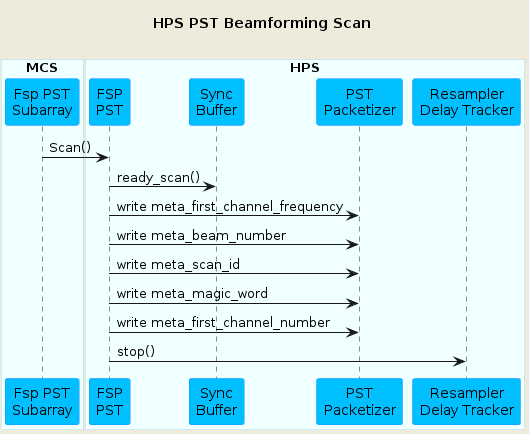 HPS PST Beamforming Scan
MCS
HPS
Fsp PST
Subarray
FSP
PST
Sync
Buffer
PST
Packetizer
Resampler
Delay Tracker
Scan()
ready_scan()
write meta_first_channel_frequency
write meta_beam_number
write meta_scan_id
write meta_magic_word
write meta_first_channel_number
stop()
Fsp PST
Subarray
FSP
PST
Sync
Buffer
PST
Packetizer
Resampler
Delay Tracker